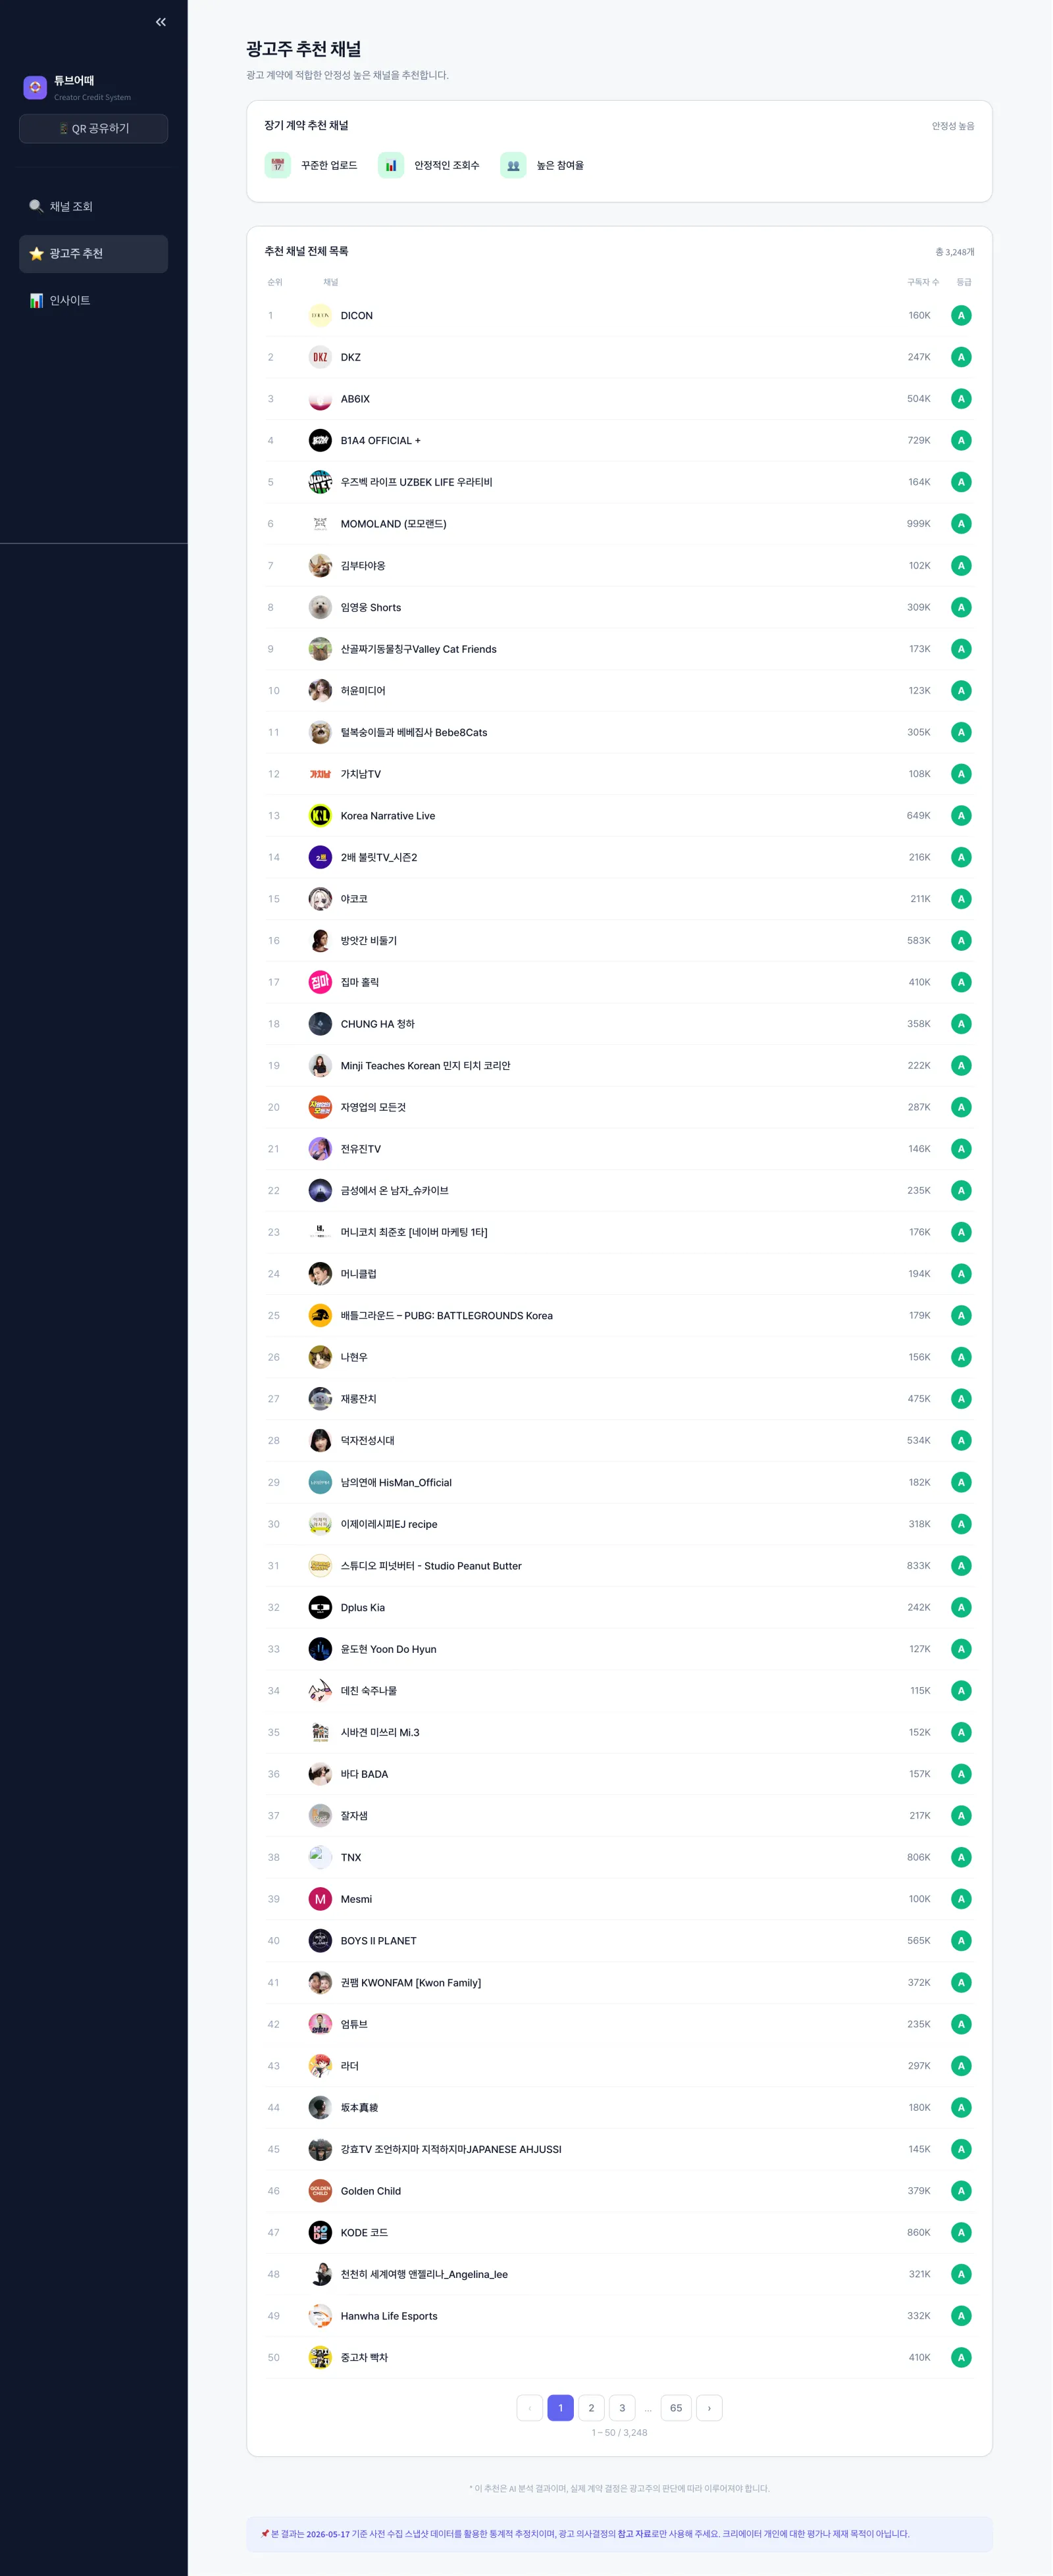 튜브어때
Creator Credit System
QR 공유하기
채널 조회
광고주 추천
인사이트
광고주 추천 채널
광고 계약에 적합한 안정성 높은 채널을 추천합니다.
장기 계약 추천 채널 안정성 높음
꾸준한 업로드 안정적인 조회수 높은 참여율
추천 채널 전체 목록 총 3,248개
순위 채널 구독자 수 등급
1 DICON 160K A
2 DKZ DKZ 247K A
3 AB6IX 504K A
4 B1A4 OFFICIAL + 729K A
5 우즈벡 라이프 UZBEK LIFE 우라티비 164K A
6 MOMOLAND (모모랜드) 999K A
7 김부타야옹 102K A
8 임영웅 Shorts 309K A
9 산골짜기동물칭구Valley Cat Friends 173K A
10 허윤미디어 123K A
11 털복숭이들과 베베집사 Bebe8Cats 305K A
12 가치남 가치남TV 108K A
13 Korea Narrative Live 649K A
14 2배 불릿TV_시즌2 216K A
15 야코코 211K A
16 방앗간 비둘기 583K A
17 집마 집마 홀릭 410K A
18 CHUNG HA 청하 358K A
19 Minji Teaches Korean 민지 티치 코리안 222K A
20 자영업의 모든것 287K A
21 전유진TV 146K A
22 금성에서 온 남자_슈카이브 235K A
23 머니코치 최준호 [네이버 마케팅 1타] 176K A
24 머니클럽 194K A
25 배틀그라운드 – PUBG: BATTLEGROUNDS Korea 179K A
26 나현우 156K A
27 재롱잔치 475K A
28 덕자전성시대 534K A
29 남의연애 HisMan_Official 182K A
30 이제이레시피EJ recipe 318K A
31 스튜디오 피넛버터 - Studio Peanut Butter 833K A
32 Dplus Kia 242K A
33 윤도현 Yoon Do Hyun 127K A
34 데친 숙주나물 115K A
35 시바견 미쓰리 Mi.3 152K A
36 바다 BADA 157K A
37 잘자샘 217K A
38 TNX 806K A
39 M Mesmi 100K A
40 BOYS II PLANET 565K A
41 권팸 KWONFAM [Kwon Family] 372K A
42 엄튜브 235K A
43 라더 297K A
44 坂本真綾 180K A
45 강효TV 조언하지마 지적하지마JAPANESE AHJUSSI 145K A
46 GOLDEN CHILD Golden Child 379K A
47 KODE KODE 코드 860K A
48 천천히 세계여행 앤젤리나_Angelina_lee 321K A
49 Hanwha Life Esports 332K A
50 중고차 빡차 410K A
‹ 1 2 3 ... 65 ›
1 – 50 / 3,248
* 이 추천은 AI 분석 결과이며, 실제 계약 결정은 광고주의 판단에 따라 이루어져야 합니다.
본 결과는 2026-05-17 기준 사전 수집 스냅샷 데이터를 활용한 통계적 추정치이며, 광고 의사결정의 참고 자료로만 사용해 주세요. 크리에이터 개인에 대한 평가나 제재 목적이 아닙니다.